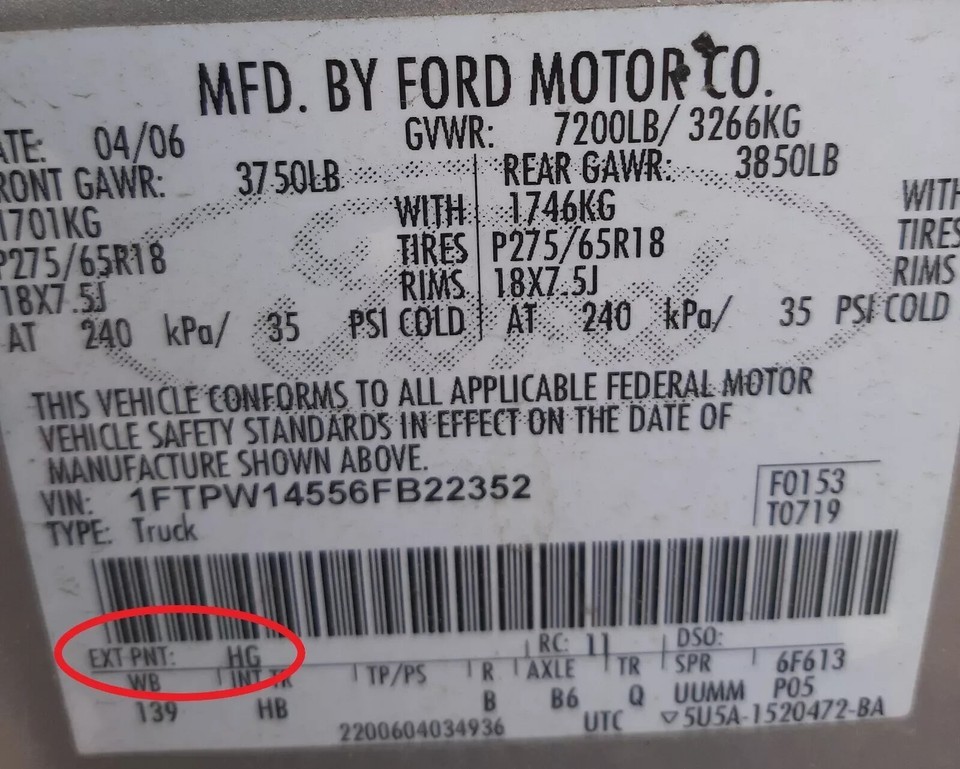 MFD. BY FORD MOTOR CO.
ATE: 04/06 GVWR: 7200LB/ 3266KG
RONT GAWR: 3750LB REAR GAWR: 3850LB
1701KG WITH 1746KG WITH
P275/65R18 TIRES P275/65R18 TIRES
18X7.5J RIMS 18X7.5J RIMS
AT 240 kPa/ 35 PSI COLD AT 240 kPa/ 35 PSI COLD
THIS VEHICLE CONFORMS TO ALL APPLICABLE FEDERAL MOTOR
VEHICLE SAFETY STANDARDS IN EFFECT ON THE DATE OF
MANUFACTURE SHOWN ABOVE.
VIN: 1FTPW14556FB22352 F0153
TYPE: Truck T0719
EXT PNT: HG RC: 11 DSO:
WB INT TR TP/PS R AXLE TR SPR 6F613
139 HB B B6 Q UUMM P05
2200604034936 UTC ▽5U5A-1520472-BA